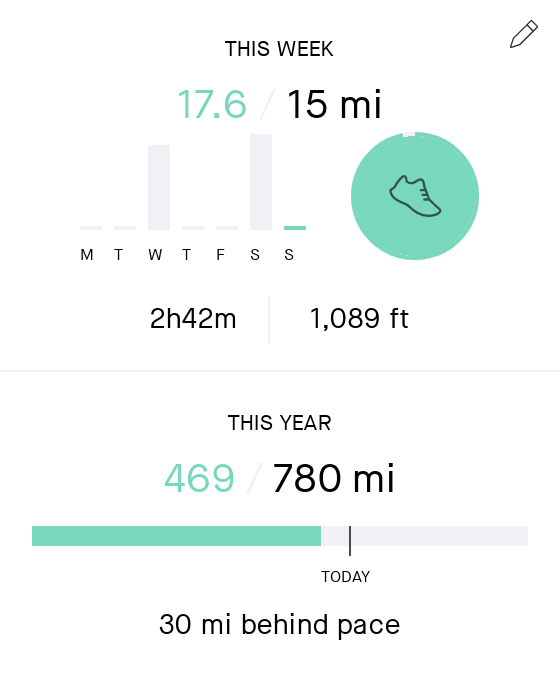 THIS WEEK
17.6 / 15 mi
M T W T F S S
2h42m 1,089 ft
THIS YEAR
469 / 780 mi
TODAY
30 mi behind pace